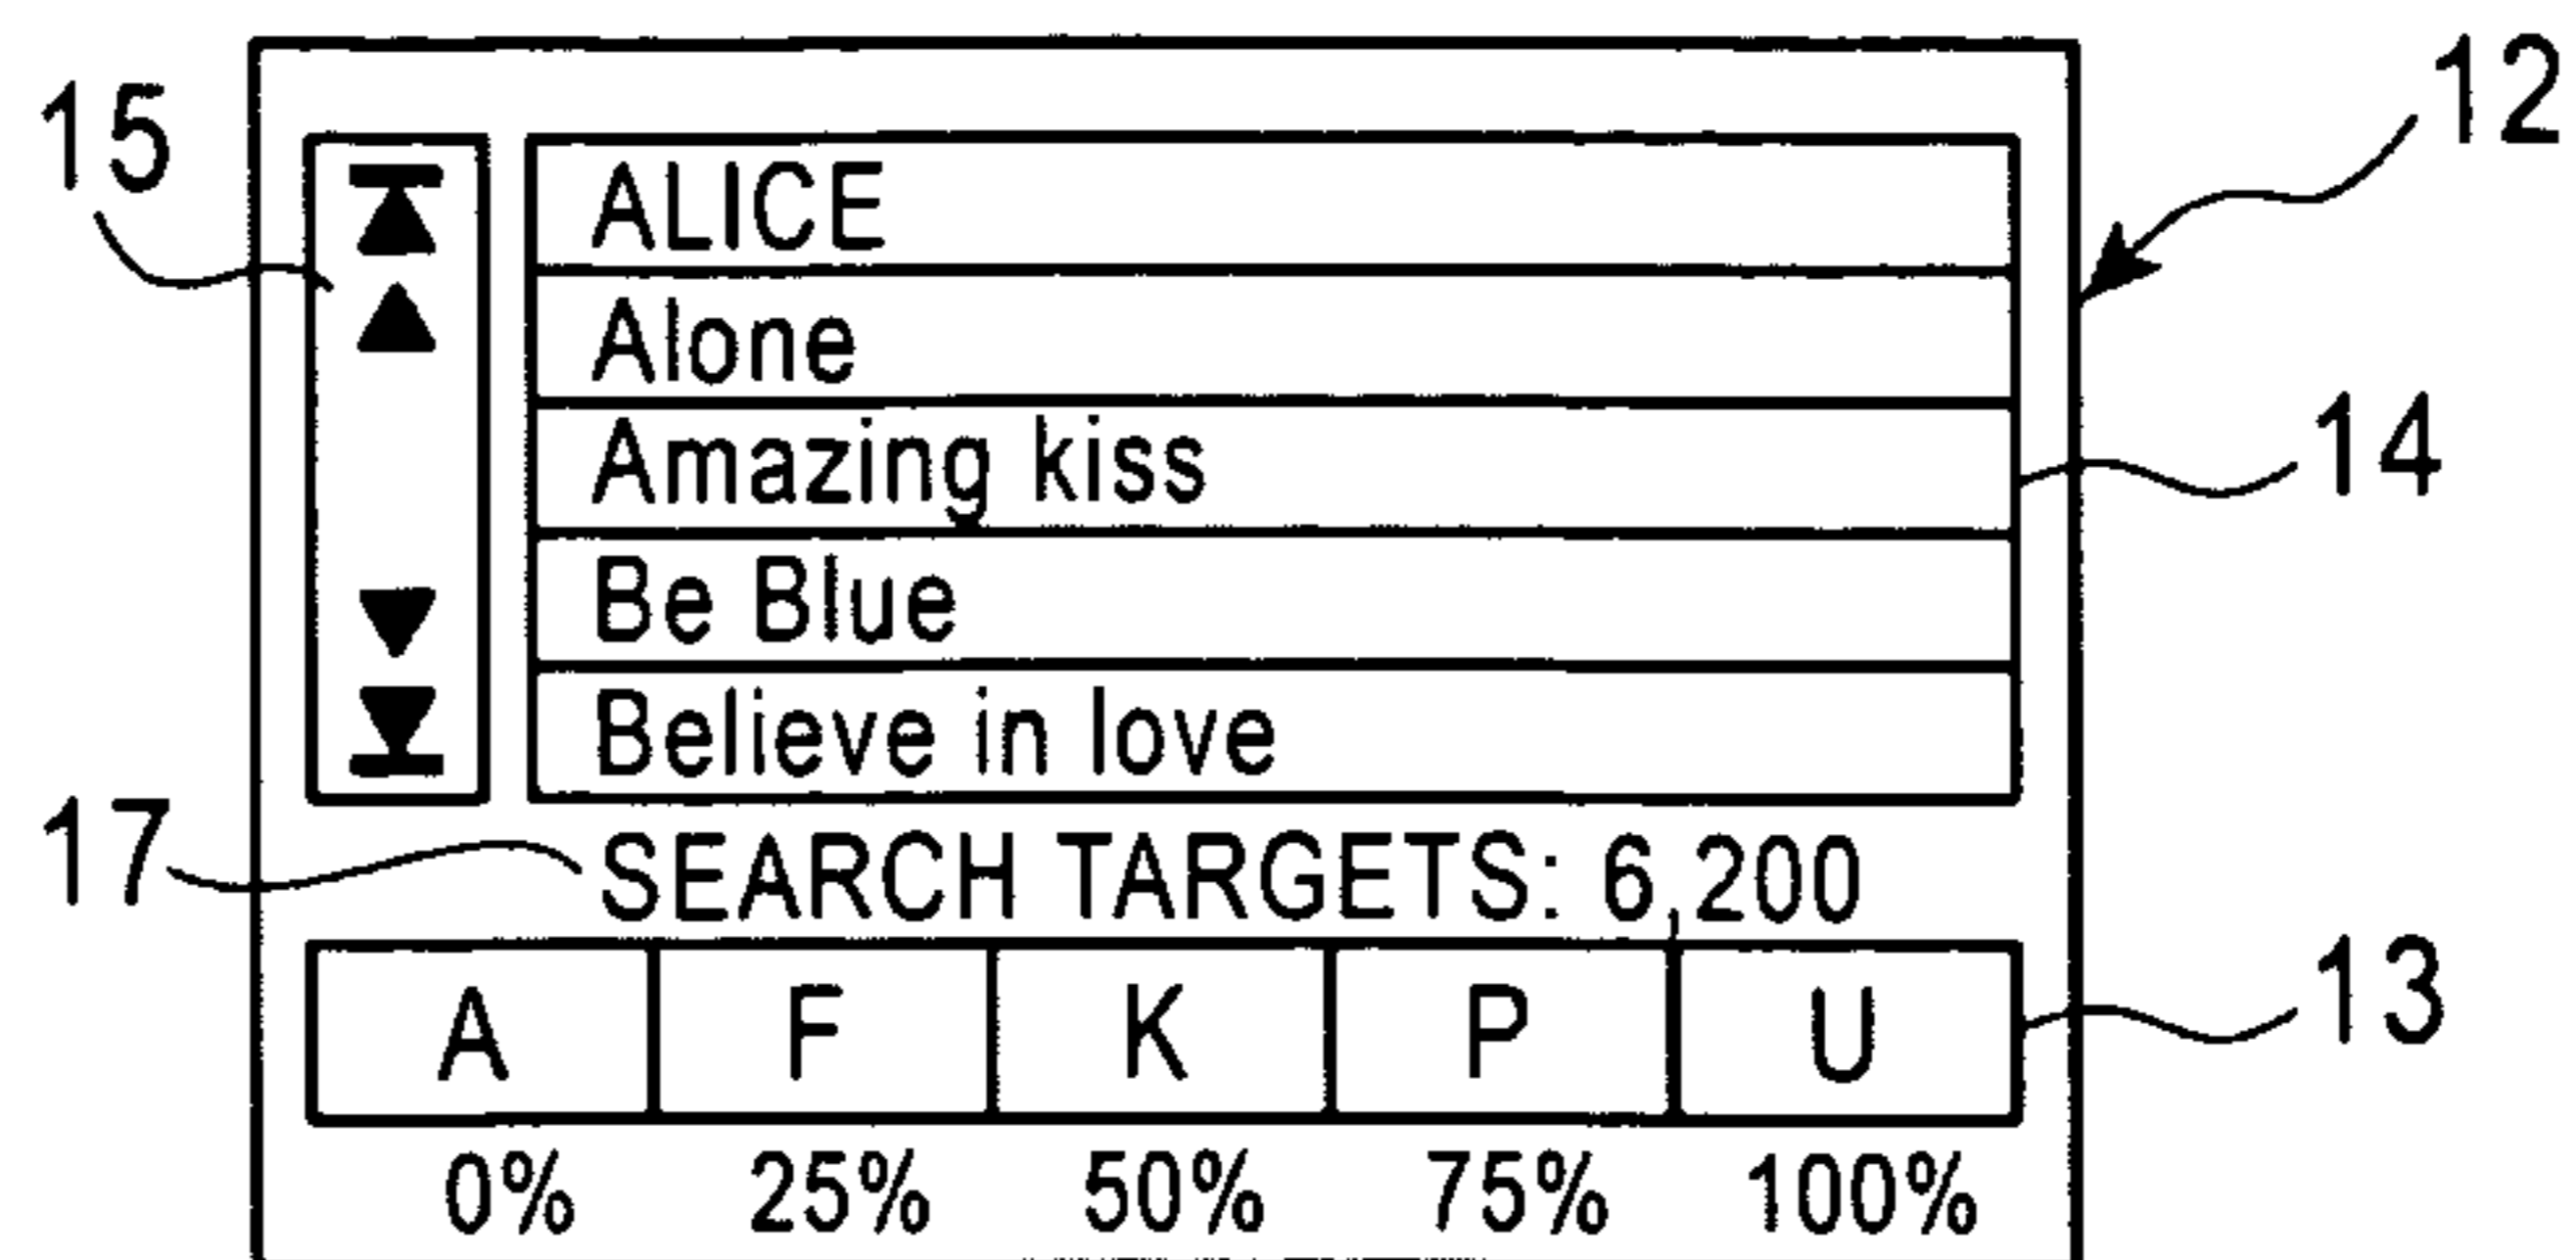 15
12
ALICE
Alone
Amazing kiss
14
Be Blue
Believe in love
17
SEARCH TARGETS: 6,200
A F K P U
13
0% 25% 50% 75% 100%